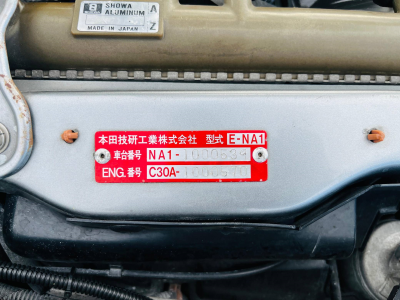 SHOWA
ALUMINUM
MADE IN JAPAN
A
Z
本田技研工業株式会社 型式 E-NA1
車台番号 NA1-
ENG. 番号 C30A-